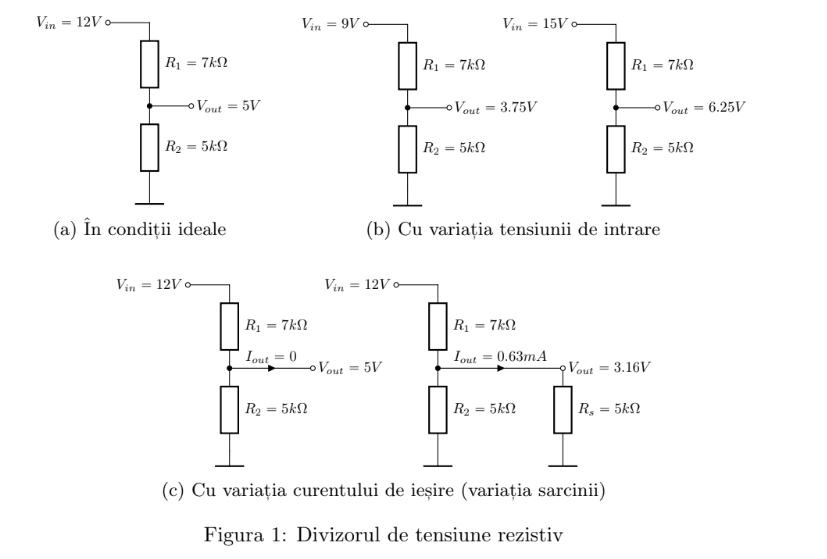 V_in = 12V
R_1 = 7kΩ
V_out = 5V
R_2 = 5kΩ
(a) În condiții ideale
V_in = 9V
R_1 = 7kΩ
V_out = 3.75V
R_2 = 5kΩ
V_in = 15V
R_1 = 7kΩ
V_out = 6.25V
R_2 = 5kΩ
(b) Cu variația tensiunii de intrare
V_in = 12V
R_1 = 7kΩ
I_out = 0
V_out = 5V
R_2 = 5kΩ
V_in = 12V
R_1 = 7kΩ
I_out = 0.63mA
V_out = 3.16V
R_2 = 5kΩ
R_s = 5kΩ
(c) Cu variația curentului de ieșire (variația sarcinii)
Figura 1: Divizorul de tensiune rezistiv